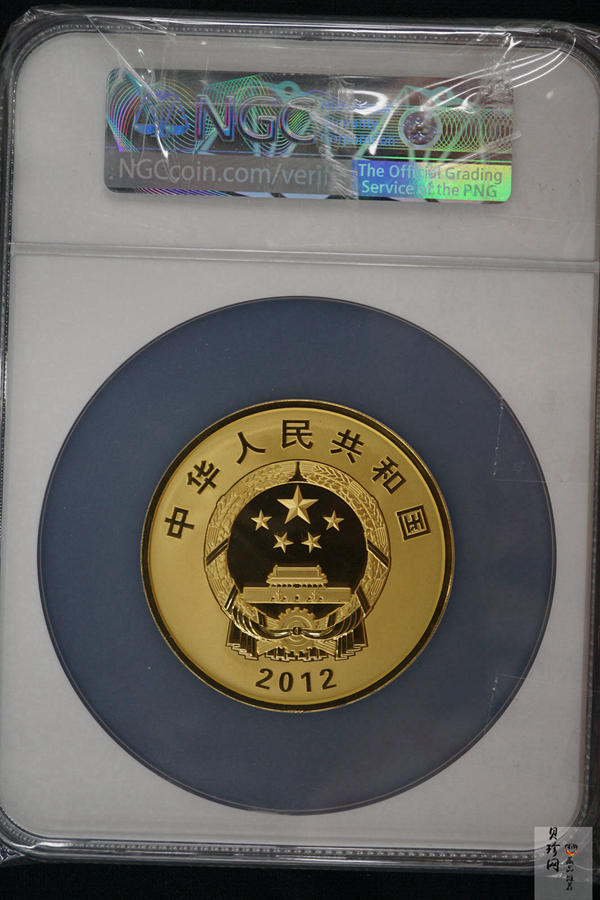 NGC
NGCcoin.com/verif
The Official Grading
Service of the PNG
中华人民共和国
2012
贝珍网